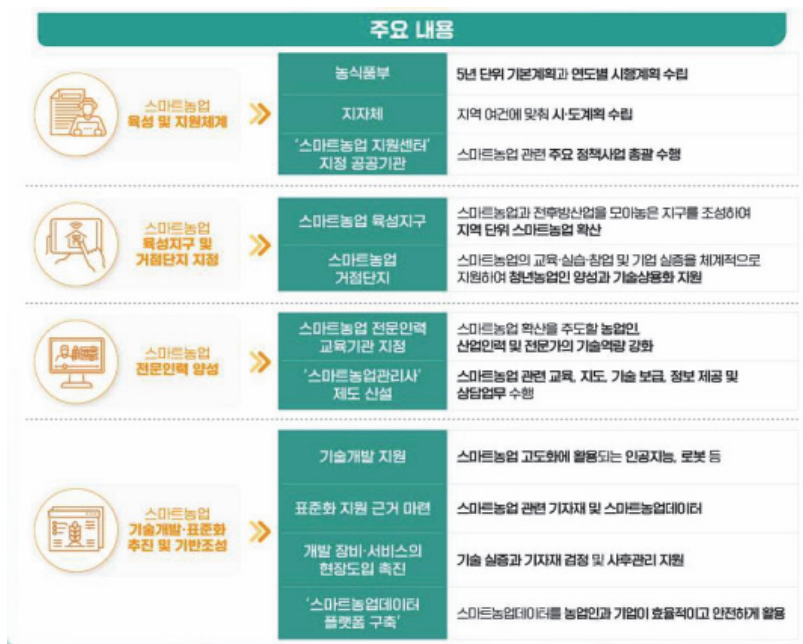 주요 내용
스마트농업
육성 및 지원체계
농식품부
5년 단위 기본계획과 연도별 시행계획 수립
지자체
지역 여건에 맞춰 시·도계획 수립
'스마트농업 지원센터'
지정 공공기관
스마트농업 관련 주요 정책사업 총괄 수행
스마트농업
육성지구 및
거점단지 지정
스마트농업 육성지구
스마트농업과 전후방산업을 모아놓은 지구를 조성하여
지역 단위 스마트농업 확산
스마트농업
거점단지
스마트농업의 교육·실습·창업 및 기업 실증을 체계적으로
지원하여 청년농업인 양성과 기술상용화 지원
스마트농업
전문인력 양성
스마트농업 전문인력
교육기관 지정
스마트농업 확산을 주도할 농업인,
산업인력 및 전문가의 기술역량 강화
'스마트농업관리사'
제도 신설
스마트농업 관련 교육, 지도, 기술 보급, 정보 제공 및
상담업무 수행
스마트농업
기술개발·표준화
추진 및 기반조성
기술개발 지원
스마트농업 고도화에 활용되는 인공지능, 로봇 등
표준화 지원 근거 마련
스마트농업 관련 기자재 및 스마트농업데이터
개발 장비·서비스의
현장도입 촉진
기술 실증과 기자재 검정 및 사후관리 지원
'스마트농업데이터
플랫폼 구축'
스마트농업데이터를 농업인과 기업이 효율적이고 안전하게 활용